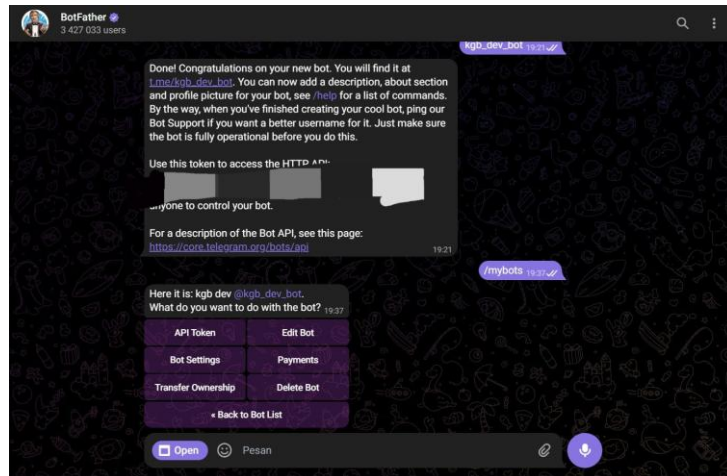 BotFather
3 427 033 users
kgb_dev_bot 19:21
Done! Congratulations on your new bot. You will find it at
t.me/kgb_dev_bot. You can now add a description, about section
and profile picture for your bot, see /help for a list of commands.
By the way, when you've finished creating your cool bot, ping our
Bot Support if you want a better username for it. Just make sure
the bot is fully operational before you do this.
Use this token to access the HTTP API:
anyone to control your bot.
For a description of the Bot API, see this page:
https://core.telegram.org/bots/api 19:21
/mybots 19:37
Here it is: kgb dev @kgb_dev_bot.
What do you want to do with the bot? 19:37
API Token Edit Bot
Bot Settings Payments
Transfer Ownership Delete Bot
« Back to Bot List
Open Pesan